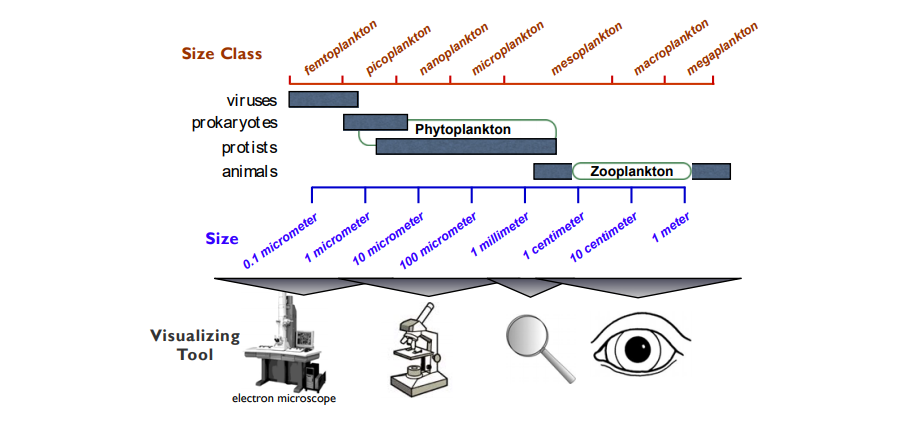 Size Class
femtoplankton
picoplankton
nanoplankton
microplankton
mesoplankton
macroplankton
megaplankton
viruses
prokaryotes
Phytoplankton
protists
animals
Zooplankton
Size
0.1 micrometer
1 micrometer
10 micrometer
100 micrometer
1 millimeter
1 centimeter
10 centimeter
1 meter
Visualizing
Tool
electron microscope